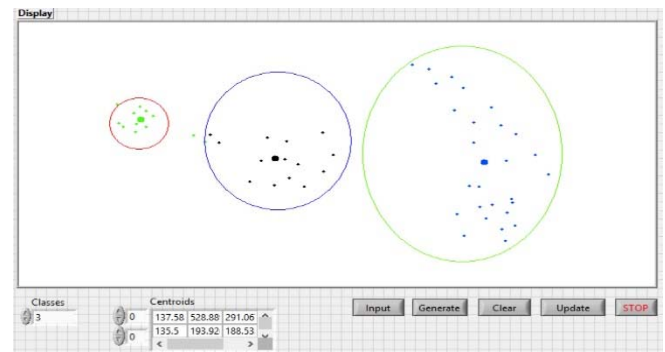 Display
Classes
3
Centroids
0 137.58 528.88 291.06
0 135.5 193.92 188.53
Input Generate Clear Update STOP